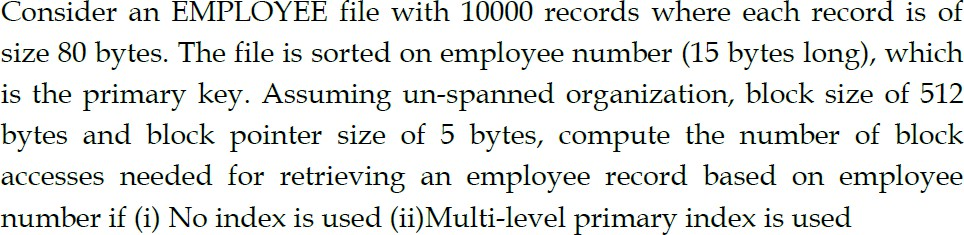 Consider an EMPLOYEE file with 10000 records where each record is of
size 80 bytes. The file is sorted on employee number (15 bytes long), which
is the primary key. Assuming un-spanned organization, block size of 512
bytes and block pointer size of 5 bytes, compute the number of block
accesses needed for retrieving an employee record based on employee
number if (i) No index is used (ii)Multi-level primary index is used